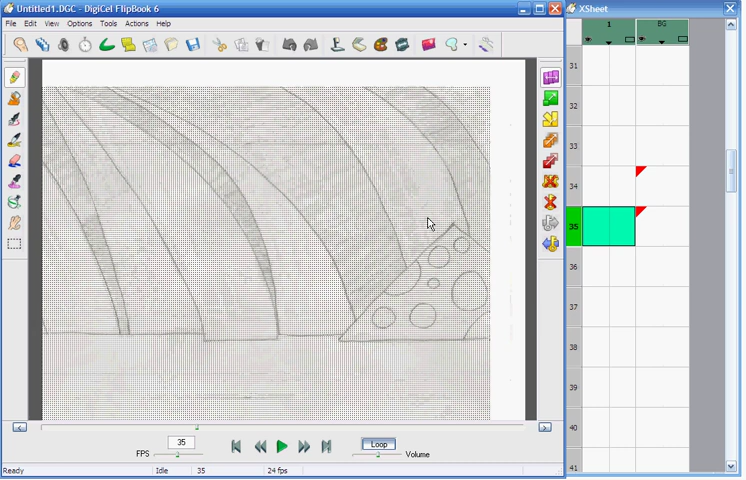 Untitled1.DGC - DigiCel FlipBook 6
File Edit View Options Tools Actions Help
35
FPS
Loop
Volume
Ready Idle 35 24 fps
XSheet
1 BG
31
32
33
34
35
36
37
38
39
40
41